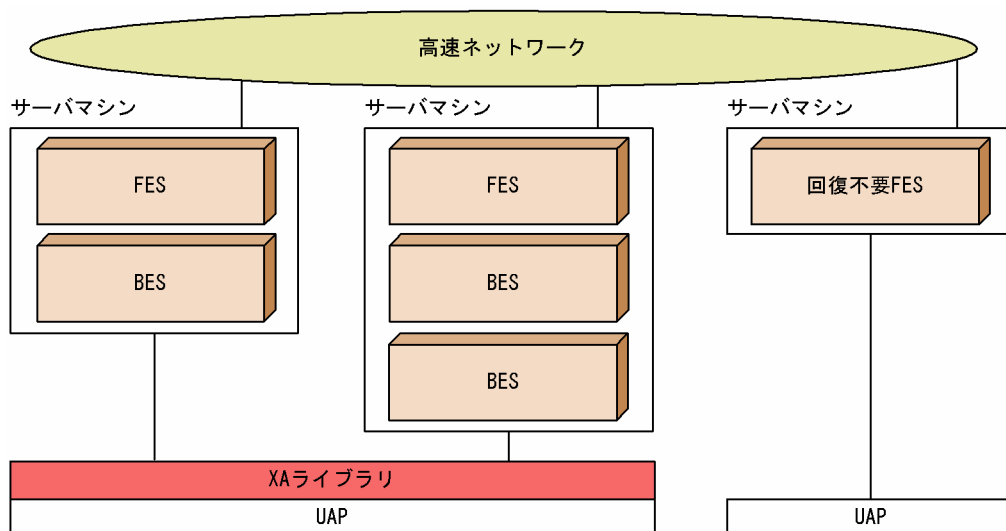 高速ネットワーク
サーバマシン
サーバマシン
サーバマシン
FES
BES
FES
BES
BES
回復不要FES
XAライブラリ
UAP
UAP